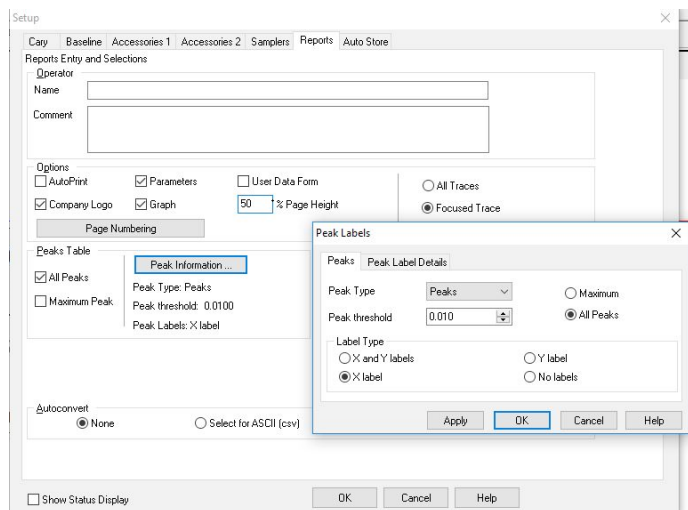 Setup
Cary Baseline Accessories 1 Accessories 2 Samplers Reports Auto Store
Reports Entry and Selections
Operator
Name
Comment
Options
AutoPrint Parameters User Data Form
All Traces
Company Logo Graph 50 % Page Height
Focused Trace
Page Numbering
Peak Labels
Peaks Table
Peak Information ...
All Peaks
Peak Type: Peaks
Maximum Peak
Peak threshold: 0.0100
Peak Labels: X label
Peaks Peak Label Details
Peak Type Peaks Maximum
Peak threshold 0.010 All Peaks
Label Type
X and Y labels Y label
X label No labels
Apply OK Cancel Help
Autoconvert
None Select for ASCII (csv)
Show Status Display OK Cancel Help